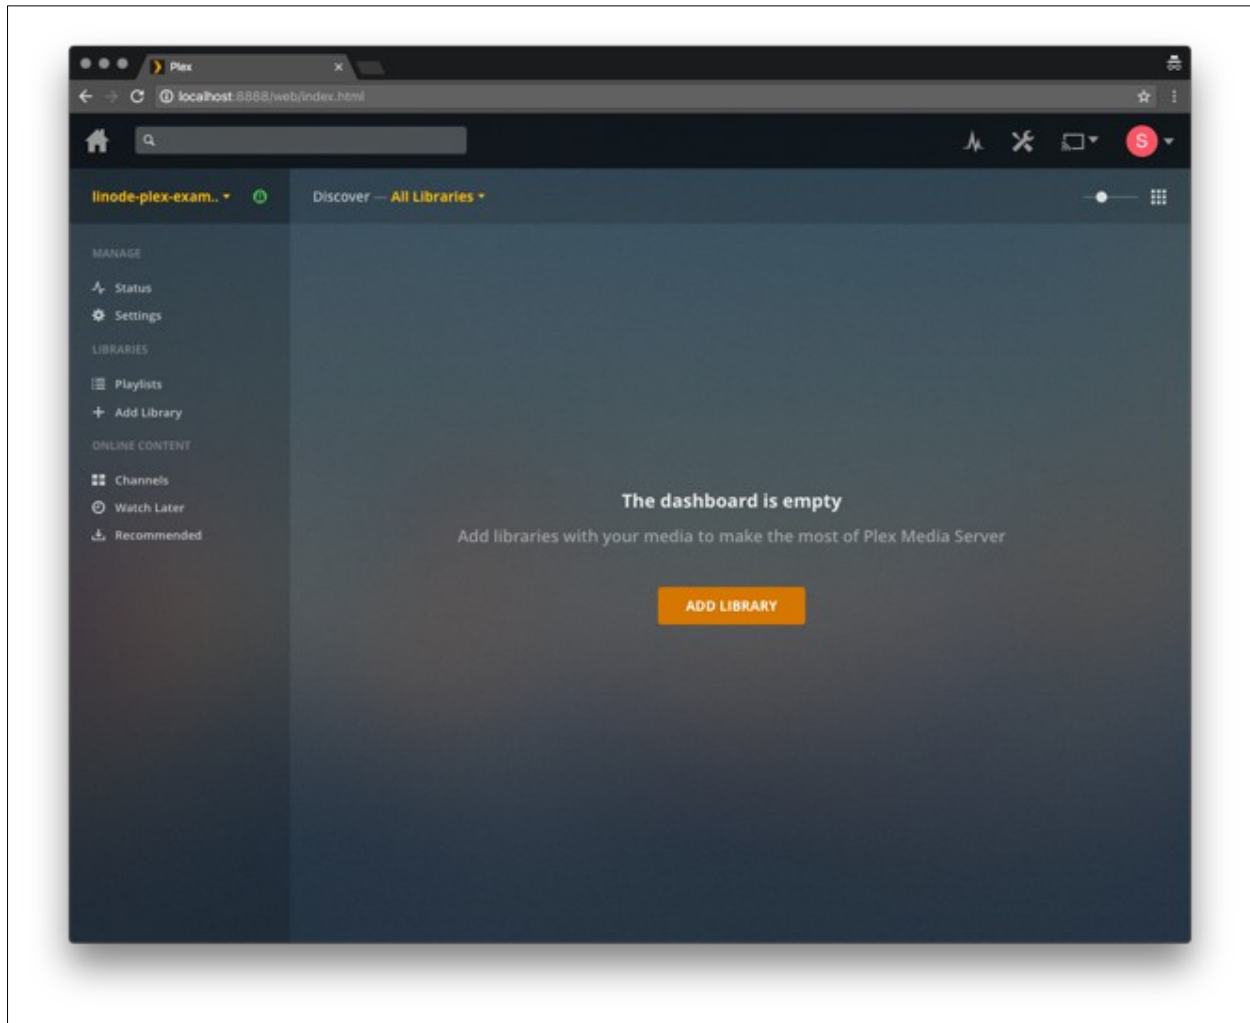 Plex
localhost:8888/web/index.html
S
linode-plex-exam..
Discover — All Libraries
MANAGE
Status
Settings
LIBRARIES
Playlists
Add Library
ONLINE CONTENT
Channels
Watch Later
Recommended
The dashboard is empty
Add libraries with your media to make the most of Plex Media Server
ADD LIBRARY